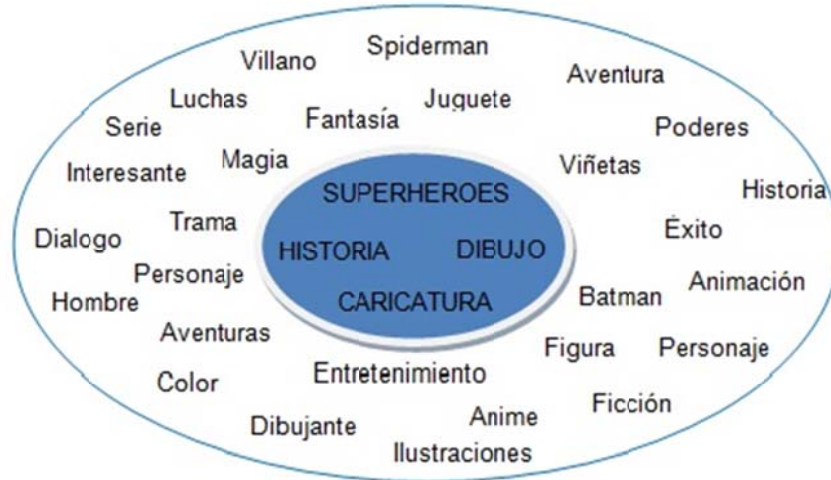 Spiderman
Villano
Aventura
Luchas
Juguete
Serie
Fantasía
Poderes
Interesante
Magia
Viñetas
SUPERHEROES
Historia
Trama
Éxito
Dialogo
HISTORIA DIBUJO
Personaje
Animación
Hombre
CARICATURA
Batman
Aventuras
Figura
Personaje
Color
Entretenimiento
Ficción
Dibujante
Anime
Ilustraciones